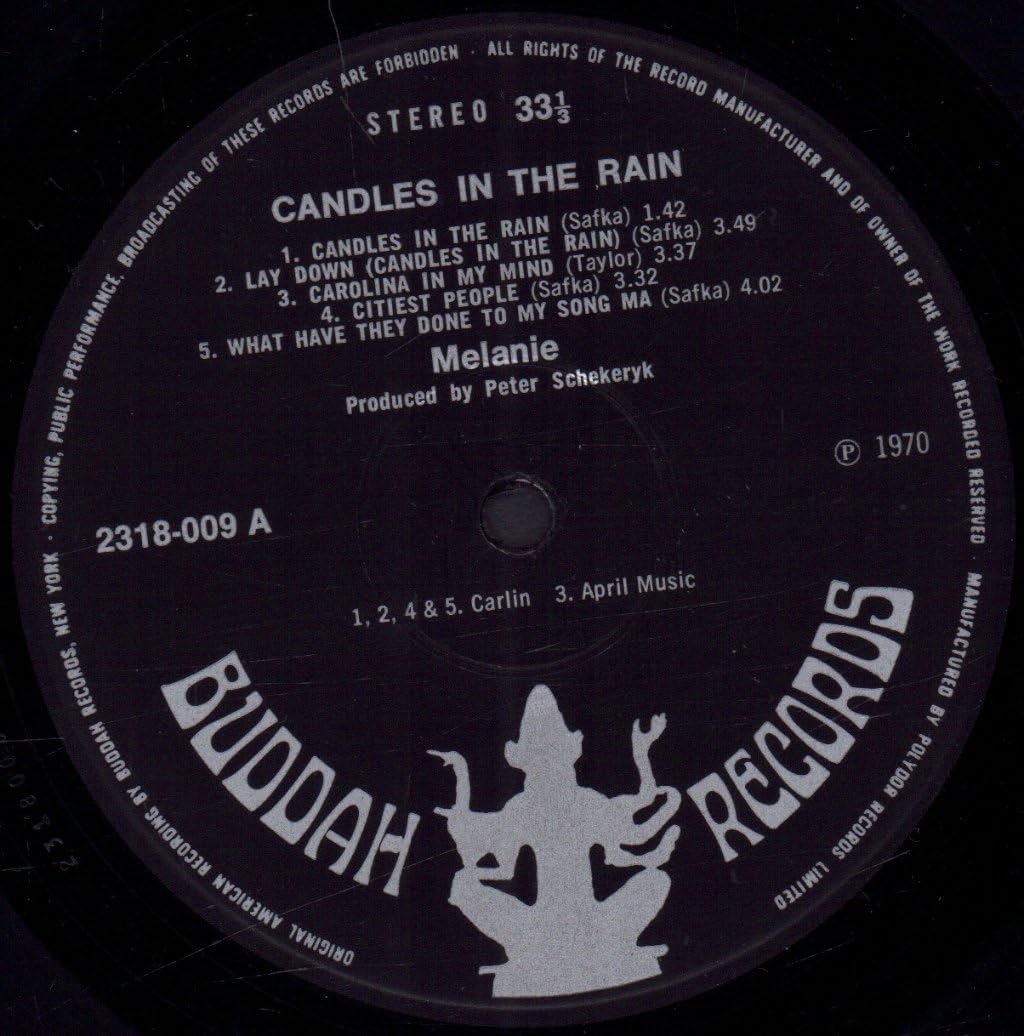 ORIGINAL AMERICAN RECORDING BY BUDDAH RECORDS, NEW YORK · COPYING, PUBLIC PERFORMANCE, BROADCASTING OF THESE RECORDS ARE FORBIDDEN · ALL RIGHTS OF THE RECORD MANUFACTURER AND OF OWNER OF THE WORK RECORDED RESERVED · MANUFACTURED BY POLYDOR RECORDS LIMITED
STEREO 33⅓
CANDLES IN THE RAIN
1. CANDLES IN THE RAIN (Safka) 1.42
2. LAY DOWN (CANDLES IN THE RAIN) (Safka) 3.49
3. CAROLINA IN MY MIND (Taylor) 3.37
4. CITIEST PEOPLE (Safka) 3.32
5. WHAT HAVE THEY DONE TO MY SONG MA (Safka) 4.02
Melanie
Produced by Peter Schekeryk
℗ 1970
2318-009 A
1, 2, 4 & 5. Carlin 3. April Music
BUDDAH RECORDS